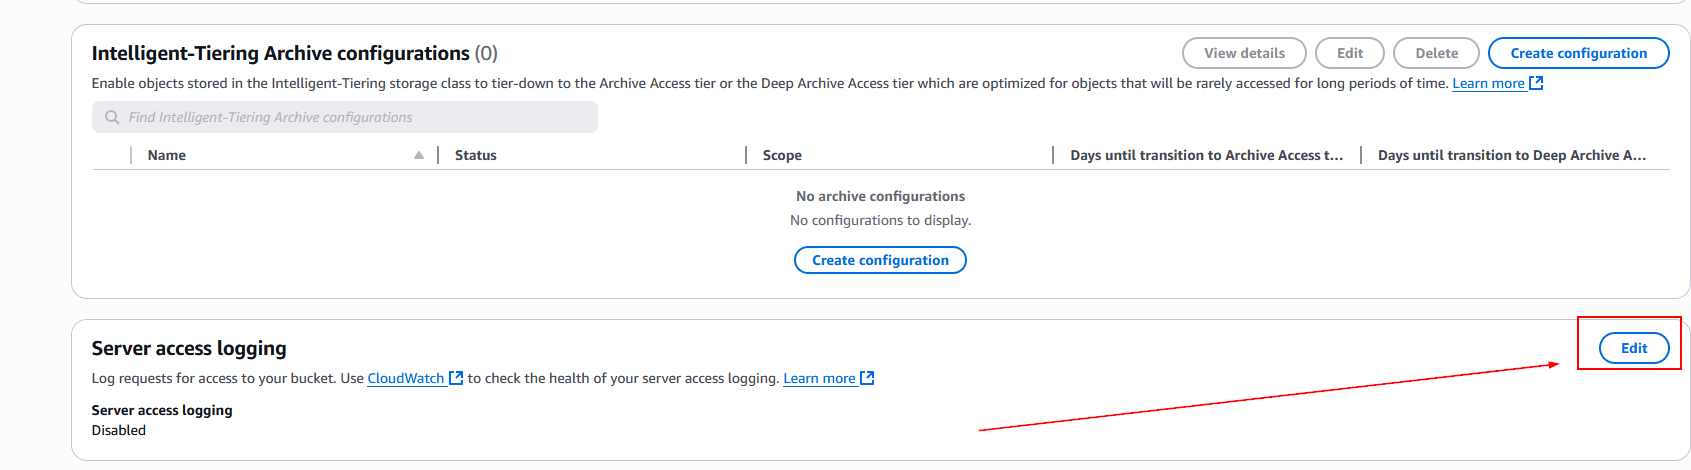 Intelligent-Tiering Archive configurations (0)
View details
Edit
Delete
Create configuration
Enable objects stored in the Intelligent-Tiering storage class to tier-down to the Archive Access tier or the Deep Archive Access tier which are optimized for objects that will be rarely accessed for long periods of time. Learn more
Find Intelligent-Tiering Archive configurations
Name
Status
Scope
Days until transition to Archive Access t...
Days until transition to Deep Archive A...
No archive configurations
No configurations to display.
Create configuration
Server access logging
Edit
Log requests for access to your bucket. Use CloudWatch to check the health of your server access logging. Learn more
Server access logging
Disabled